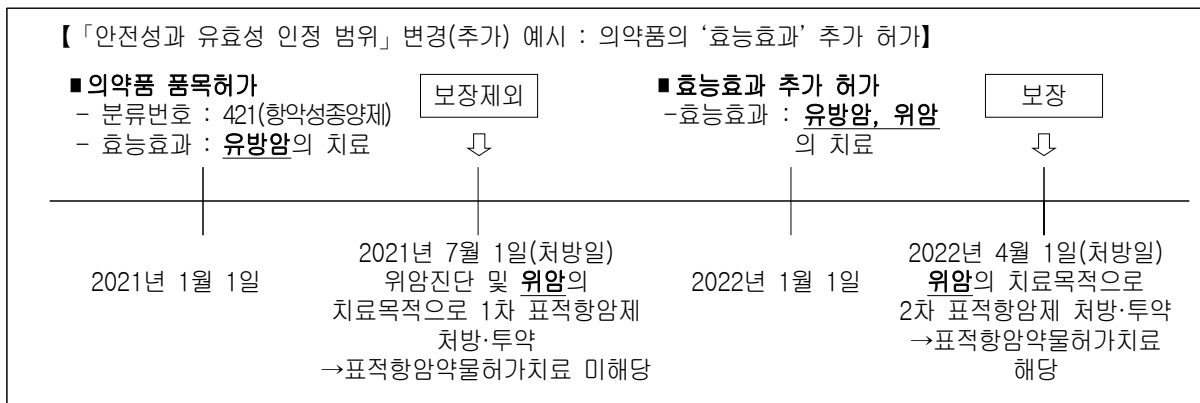 【「안전성과 유효성 인정 범위」 변경(추가) 예시 : 의약품의 ‘효능효과’ 추가 허가】
■ 의약품 품목허가
- 분류번호 : 421(항악성종양제)
- 효능효과 : 유방암의 치료
보장제외
■ 효능효과 추가 허가
-효능효과 : 유방암, 위암
의 치료
보장
2021년 1월 1일
2021년 7월 1일(처방일)
위암진단 및 위암의
치료목적으로 1차 표적항암제
처방·투약
→표적항암약물허가치료 미해당
2022년 1월 1일
2022년 4월 1일(처방일)
위암의 치료목적으로
2차 표적항암제 처방·투약
→표적항암약물허가치료
해당